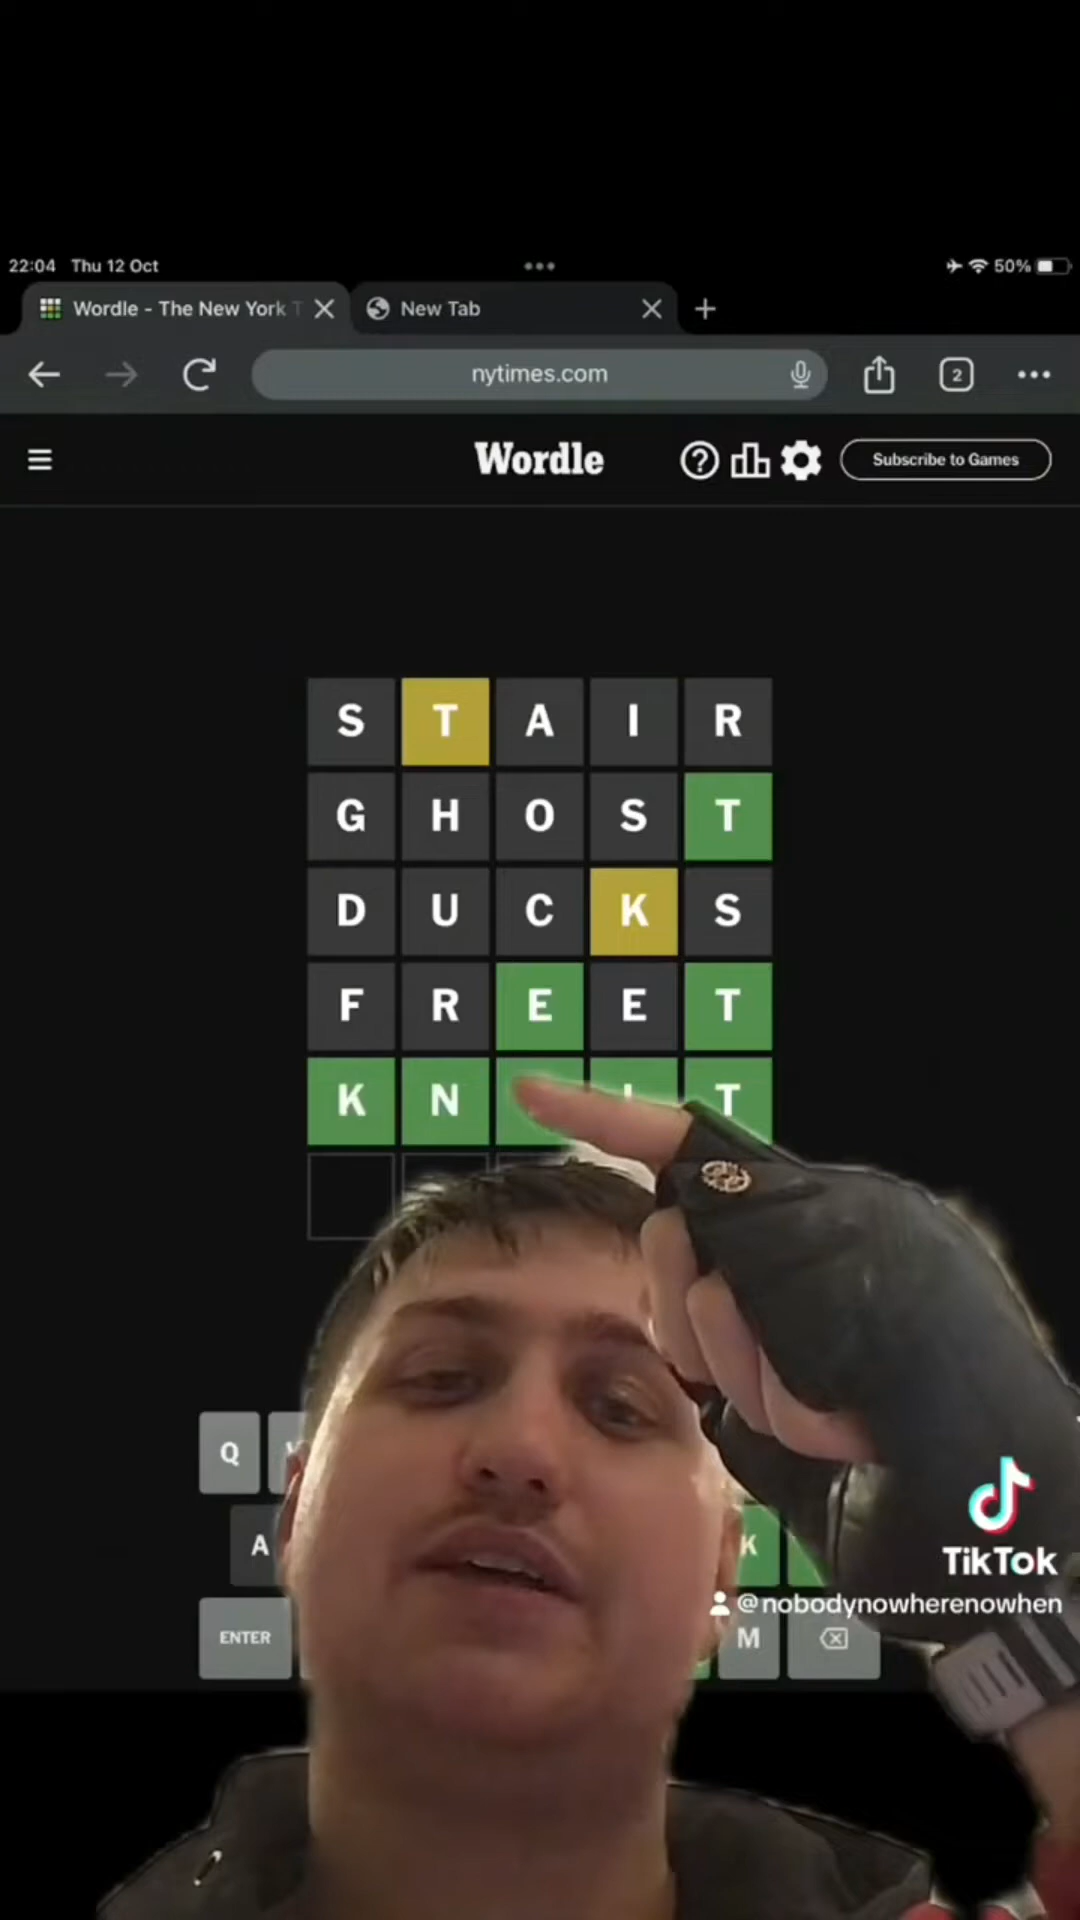 22:04 Thu 12 Oct
50%
Wordle - The New York T
New Tab
nytimes.com
2
Wordle
Subscribe to Games
S T A I R
G H O S T
D U C K S
F R E E T
K N T
Q
A K
ENTER M
TikTok
@nobodynowherenowhen